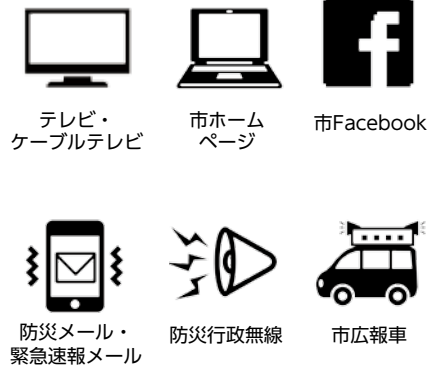 テレビ・
ケーブルテレビ
市ホーム
ページ
市Facebook
防災メール・
緊急速報メール
防災行政無線
市広報車